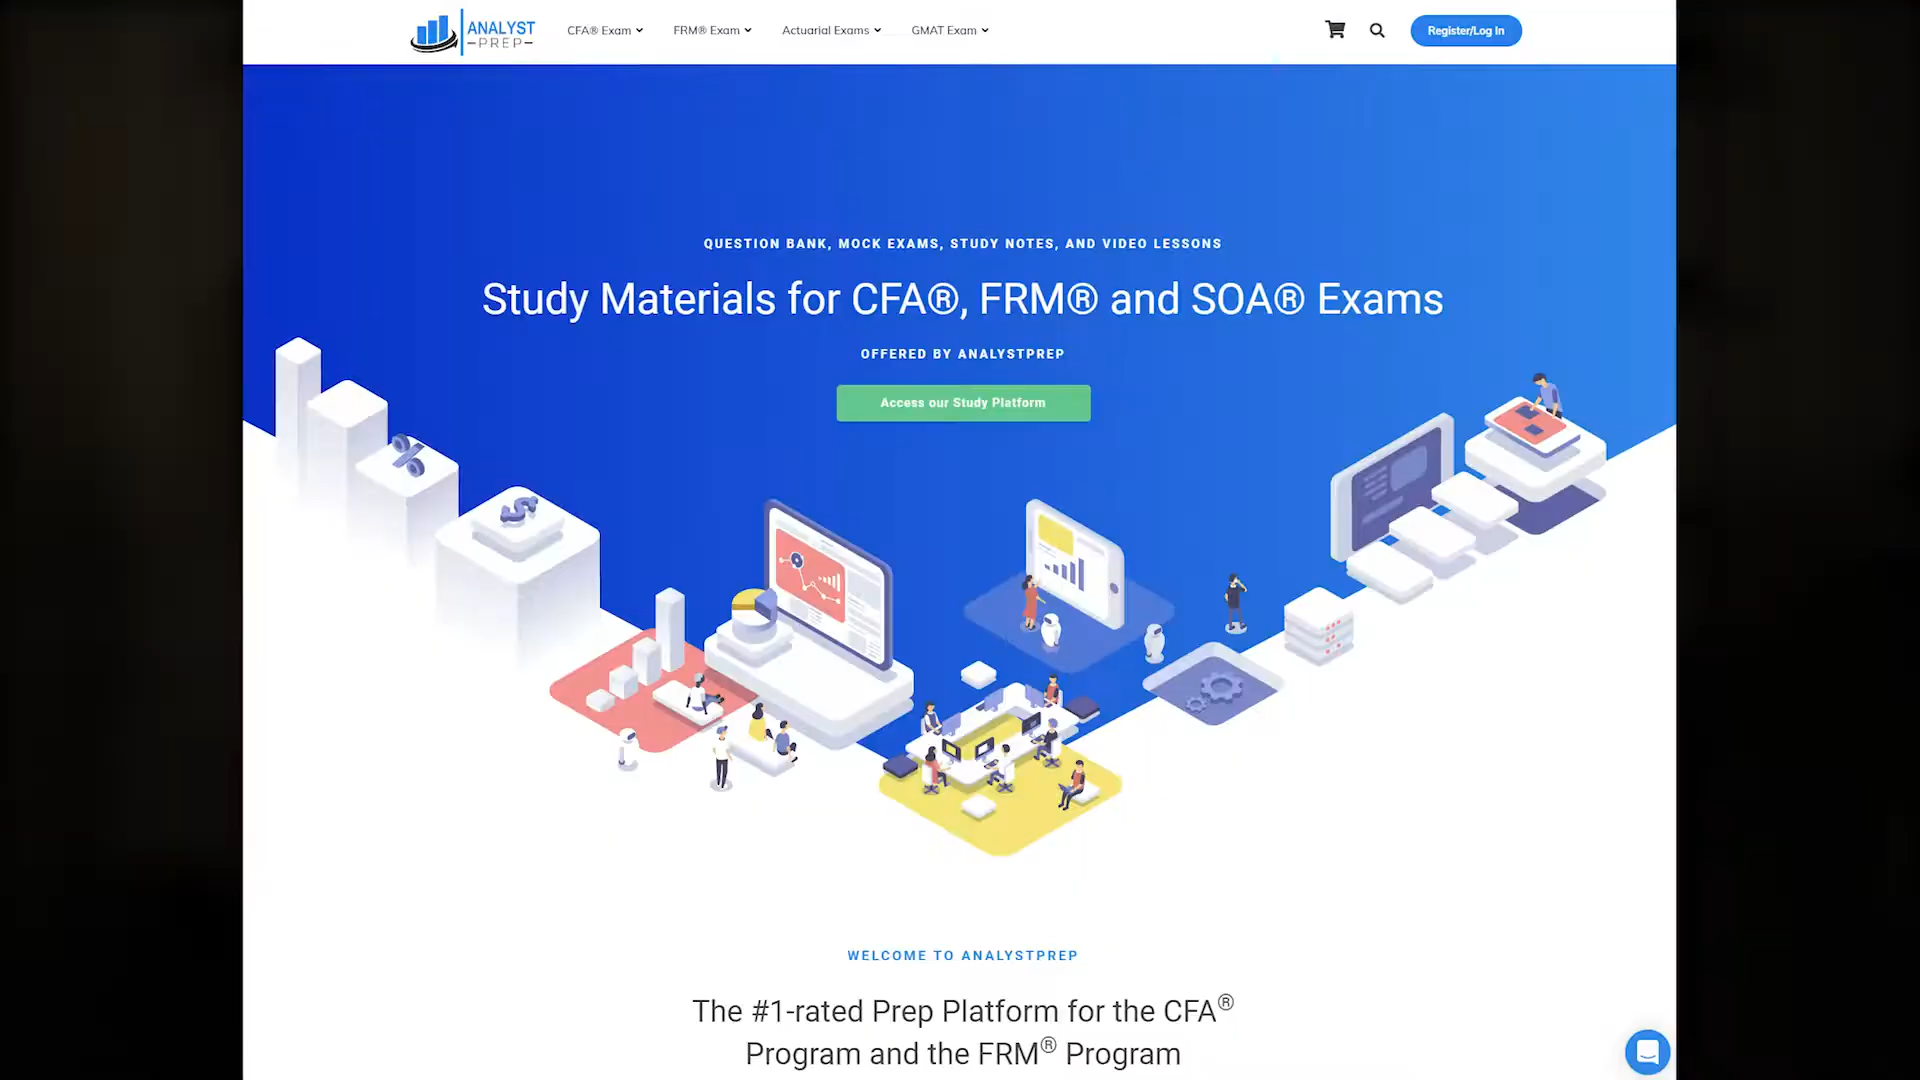 ANALYST
PREP
CFA® Exam
FRM® Exam
Actuarial Exams
GMAT Exam
Register/Log In
QUESTION BANK, MOCK EXAMS, STUDY NOTES, AND VIDEO LESSONS
Study Materials for CFA®, FRM® and SOA® Exams
OFFERED BY ANALYSTPREP
Access our Study Platform
%
$
WELCOME TO ANALYSTPREP
The #1-rated Prep Platform for the CFA®
Program and the FRM® Program